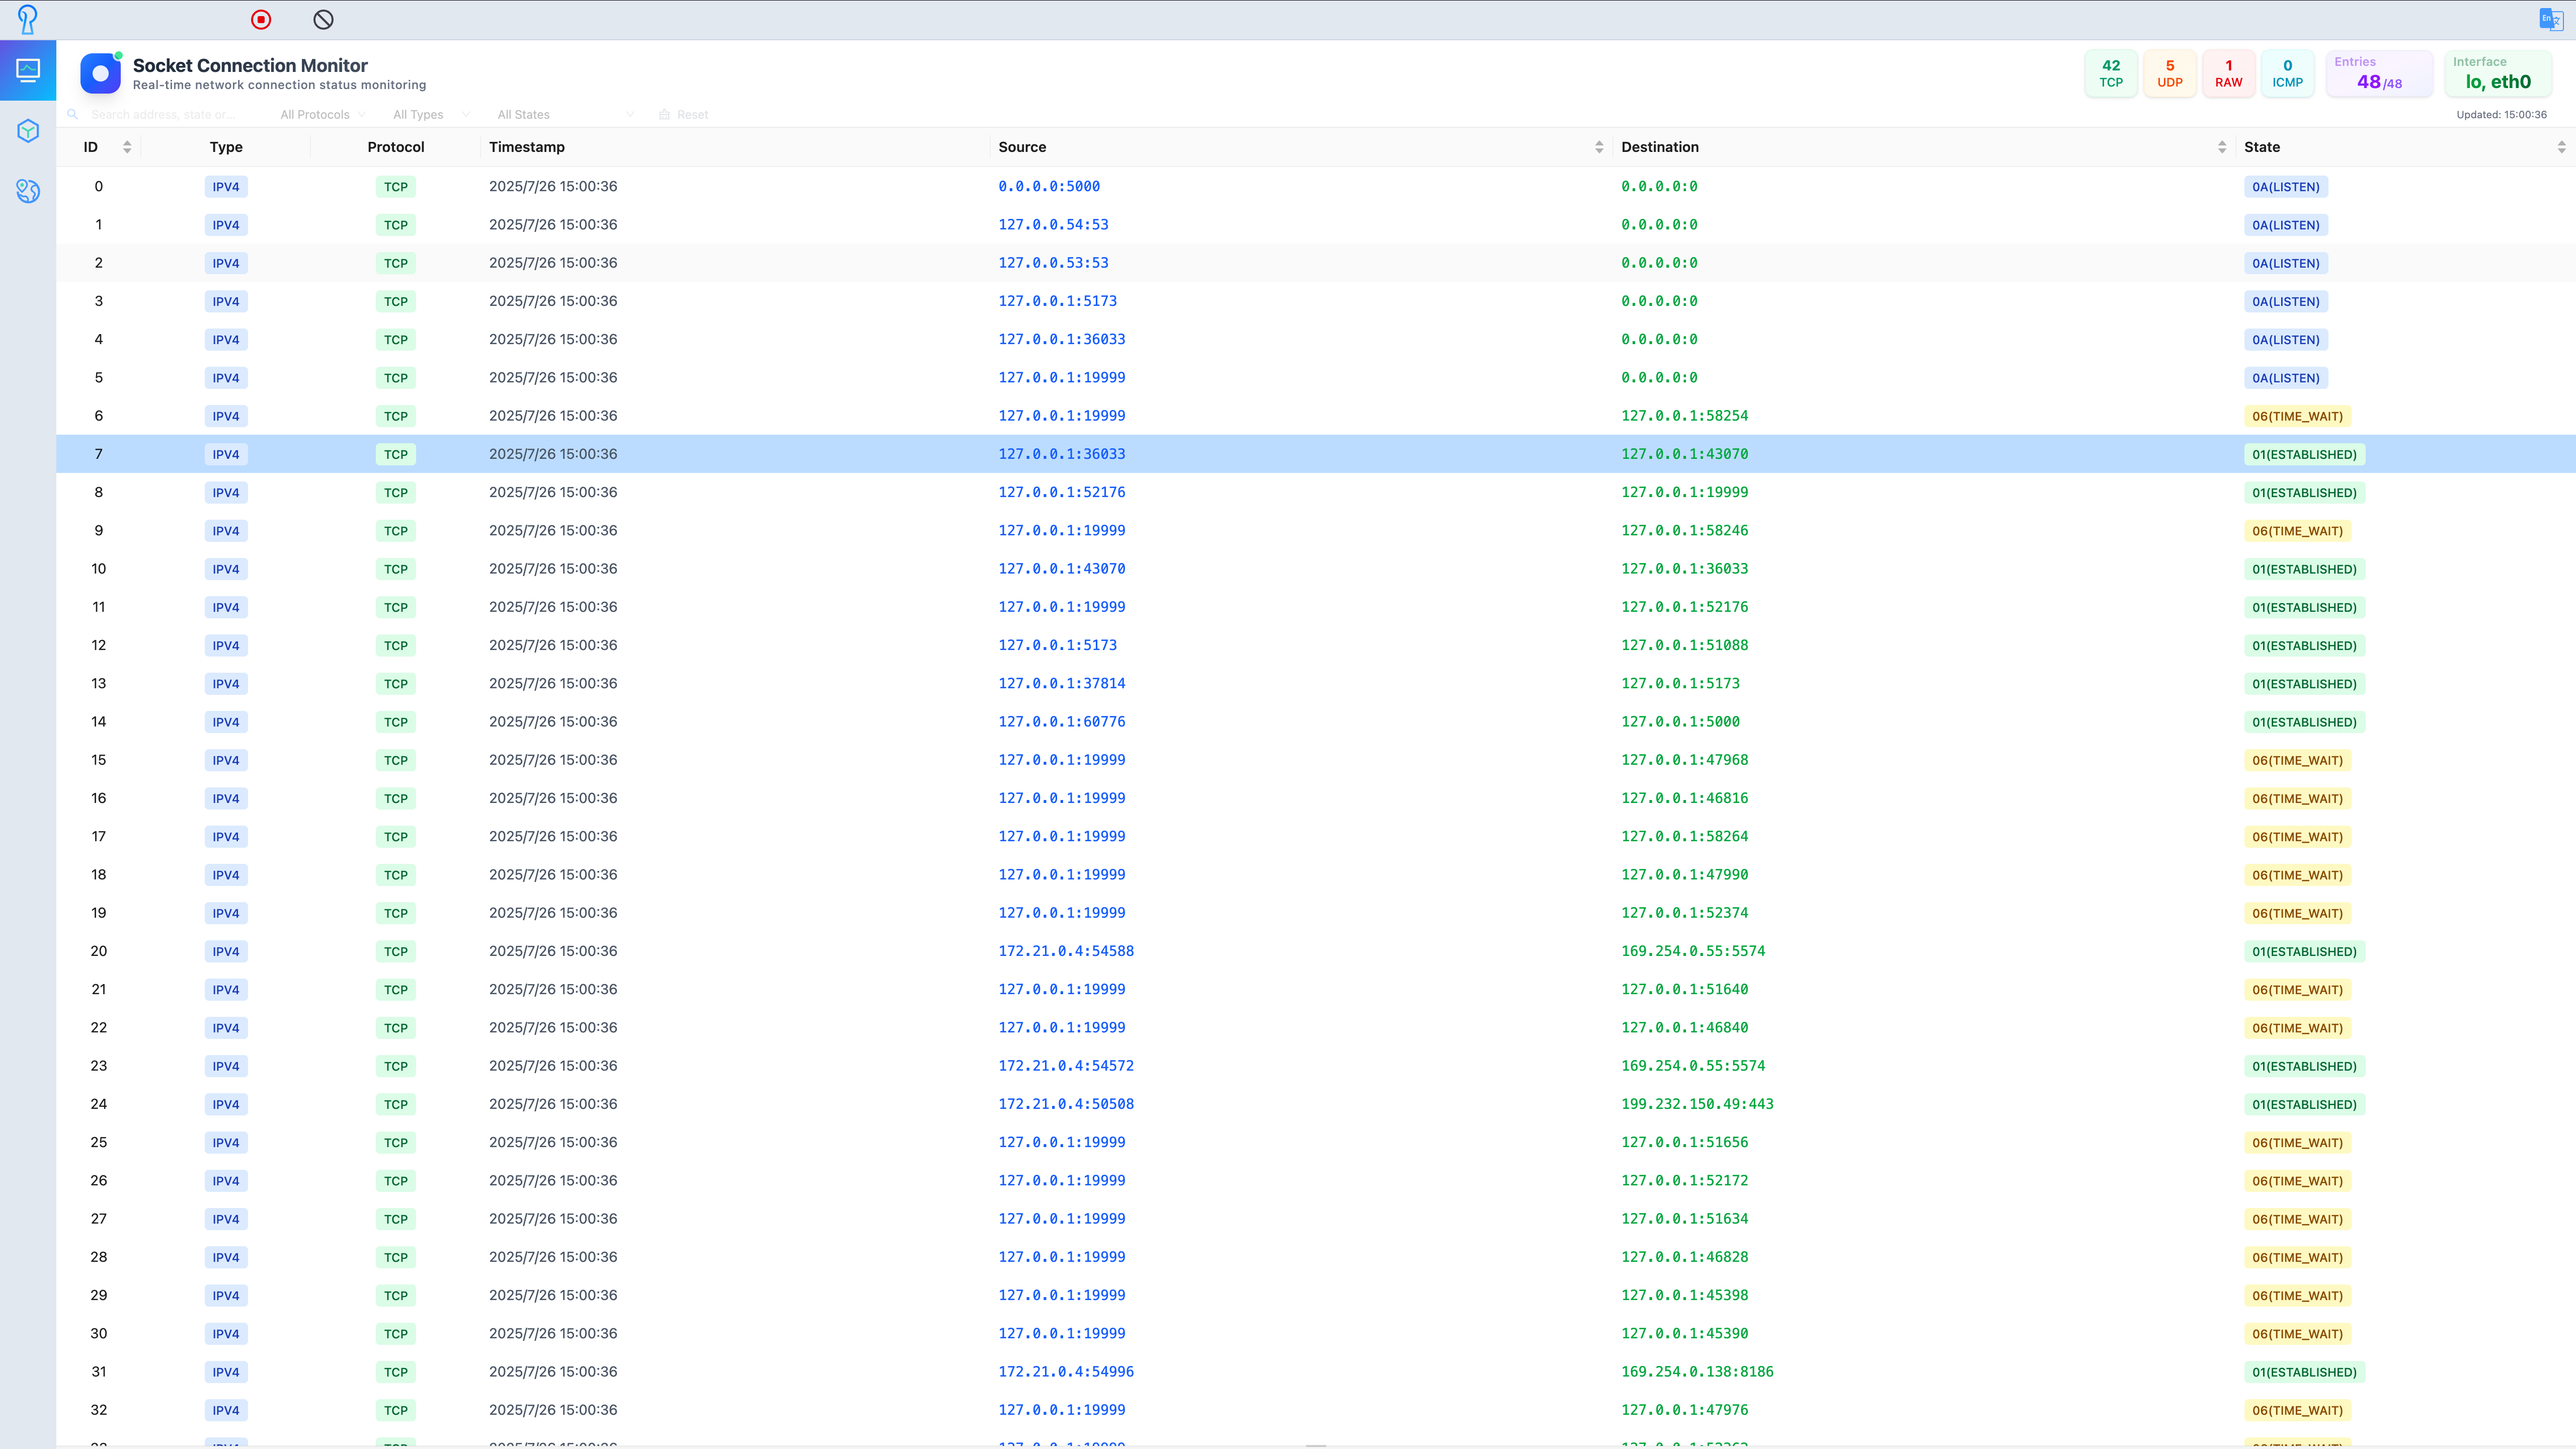 En 文
Socket Connection Monitor
Real-time network connection status monitoring
42 TCP 5 UDP 1 RAW 0 ICMP Entries 48/48 Interface lo, eth0
Search address, state or... All Protocols All Types All States Reset Updated: 15:00:36
ID Type Protocol Timestamp Source Destination State
0 IPV4 TCP 2025/7/26 15:00:36 0.0.0.0:5000 0.0.0.0:0 0A(LISTEN)
1 IPV4 TCP 2025/7/26 15:00:36 127.0.0.54:53 0.0.0.0:0 0A(LISTEN)
2 IPV4 TCP 2025/7/26 15:00:36 127.0.0.53:53 0.0.0.0:0 0A(LISTEN)
3 IPV4 TCP 2025/7/26 15:00:36 127.0.0.1:5173 0.0.0.0:0 0A(LISTEN)
4 IPV4 TCP 2025/7/26 15:00:36 127.0.0.1:36033 0.0.0.0:0 0A(LISTEN)
5 IPV4 TCP 2025/7/26 15:00:36 127.0.0.1:19999 0.0.0.0:0 0A(LISTEN)
6 IPV4 TCP 2025/7/26 15:00:36 127.0.0.1:19999 127.0.0.1:58254 06(TIME_WAIT)
7 IPV4 TCP 2025/7/26 15:00:36 127.0.0.1:36033 127.0.0.1:43070 01(ESTABLISHED)
8 IPV4 TCP 2025/7/26 15:00:36 127.0.0.1:52176 127.0.0.1:19999 01(ESTABLISHED)
9 IPV4 TCP 2025/7/26 15:00:36 127.0.0.1:19999 127.0.0.1:58246 06(TIME_WAIT)
10 IPV4 TCP 2025/7/26 15:00:36 127.0.0.1:43070 127.0.0.1:36033 01(ESTABLISHED)
11 IPV4 TCP 2025/7/26 15:00:36 127.0.0.1:19999 127.0.0.1:52176 01(ESTABLISHED)
12 IPV4 TCP 2025/7/26 15:00:36 127.0.0.1:5173 127.0.0.1:51088 01(ESTABLISHED)
13 IPV4 TCP 2025/7/26 15:00:36 127.0.0.1:37814 127.0.0.1:5173 01(ESTABLISHED)
14 IPV4 TCP 2025/7/26 15:00:36 127.0.0.1:60776 127.0.0.1:5000 01(ESTABLISHED)
15 IPV4 TCP 2025/7/26 15:00:36 127.0.0.1:19999 127.0.0.1:47968 06(TIME_WAIT)
16 IPV4 TCP 2025/7/26 15:00:36 127.0.0.1:19999 127.0.0.1:46816 06(TIME_WAIT)
17 IPV4 TCP 2025/7/26 15:00:36 127.0.0.1:19999 127.0.0.1:58264 06(TIME_WAIT)
18 IPV4 TCP 2025/7/26 15:00:36 127.0.0.1:19999 127.0.0.1:47990 06(TIME_WAIT)
19 IPV4 TCP 2025/7/26 15:00:36 127.0.0.1:19999 127.0.0.1:52374 06(TIME_WAIT)
20 IPV4 TCP 2025/7/26 15:00:36 172.21.0.4:54588 169.254.0.55:5574 01(ESTABLISHED)
21 IPV4 TCP 2025/7/26 15:00:36 127.0.0.1:19999 127.0.0.1:51640 06(TIME_WAIT)
22 IPV4 TCP 2025/7/26 15:00:36 127.0.0.1:19999 127.0.0.1:46840 06(TIME_WAIT)
23 IPV4 TCP 2025/7/26 15:00:36 172.21.0.4:54572 169.254.0.55:5574 01(ESTABLISHED)
24 IPV4 TCP 2025/7/26 15:00:36 172.21.0.4:50508 199.232.150.49:443 01(ESTABLISHED)
25 IPV4 TCP 2025/7/26 15:00:36 127.0.0.1:19999 127.0.0.1:51656 06(TIME_WAIT)
26 IPV4 TCP 2025/7/26 15:00:36 127.0.0.1:19999 127.0.0.1:52172 06(TIME_WAIT)
27 IPV4 TCP 2025/7/26 15:00:36 127.0.0.1:19999 127.0.0.1:51634 06(TIME_WAIT)
28 IPV4 TCP 2025/7/26 15:00:36 127.0.0.1:19999 127.0.0.1:46828 06(TIME_WAIT)
29 IPV4 TCP 2025/7/26 15:00:36 127.0.0.1:19999 127.0.0.1:45398 06(TIME_WAIT)
30 IPV4 TCP 2025/7/26 15:00:36 127.0.0.1:19999 127.0.0.1:45390 06(TIME_WAIT)
31 IPV4 TCP 2025/7/26 15:00:36 172.21.0.4:54996 169.254.0.138:8186 01(ESTABLISHED)
32 IPV4 TCP 2025/7/26 15:00:36 127.0.0.1:19999 127.0.0.1:47976 06(TIME_WAIT)